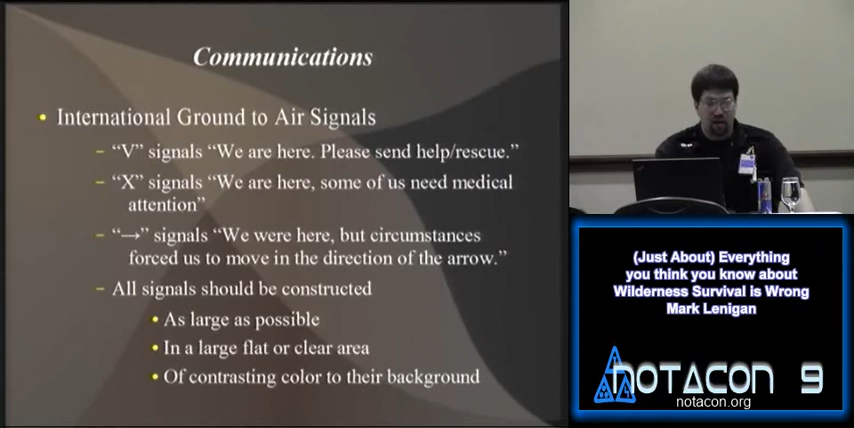 Communications
• International Ground to Air Signals
– “V” signals “We are here. Please send help/rescue.”
– “X” signals “We are here, some of us need medical
attention”
– “→” signals “We were here, but circumstances
forced us to move in the direction of the arrow.”
– All signals should be constructed
• As large as possible
• In a large flat or clear area
• Of contrasting color to their background
(Just About) Everything
you think you know about
Wilderness Survival is Wrong
Mark Lenigan
NOTACON 9
notacon.org